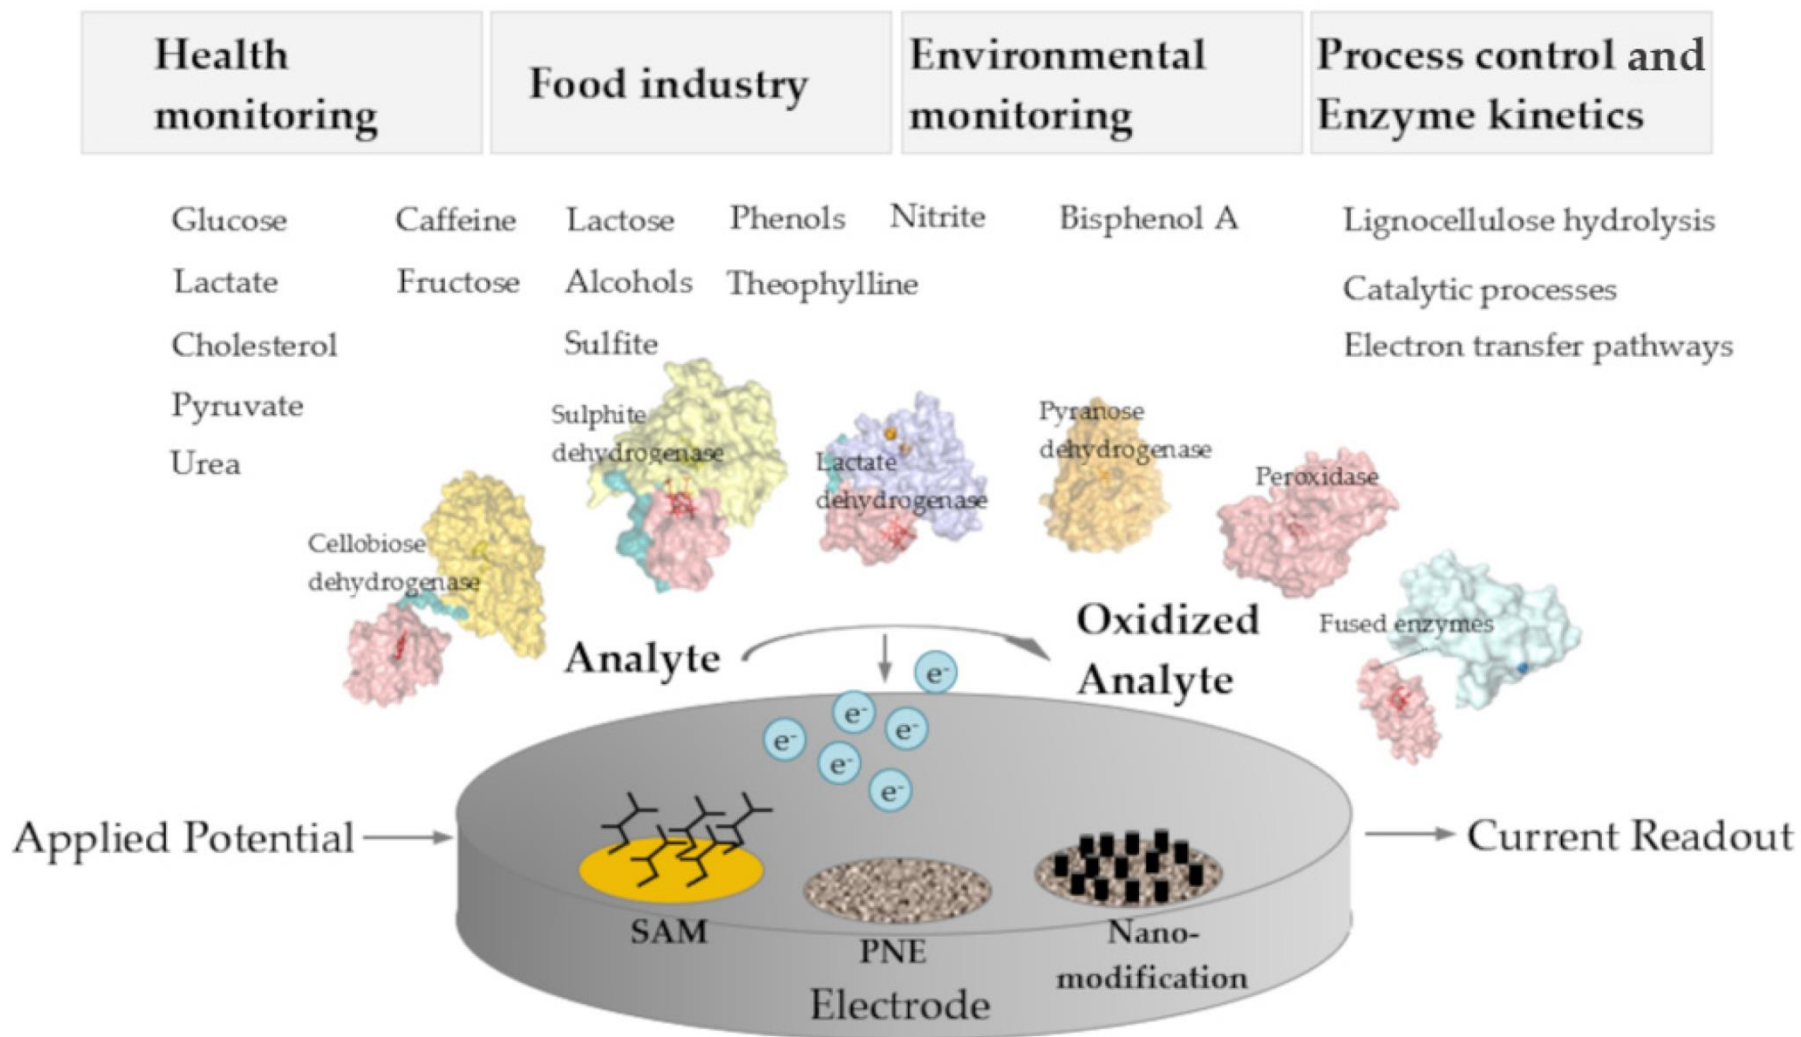 Health
monitoring
Food industry
Environmental
monitoring
Process control and
Enzyme kinetics
Glucose
Caffeine
Lactose
Phenols
Nitrite
Bisphenol A
Lignocellulose hydrolysis
Lactate
Fructose
Alcohols
Theophylline
Catalytic processes
Cholesterol
Sulfite
Electron transfer pathways
Pyruvate
Urea
Sulphite
dehydrogenase
Lactate
dehydrogenase
Pyranose
dehydrogenase
Peroxidase
Cellobiose
dehydrogenase
Fused enzymes
Analyte
Oxidized
Analyte
e-
e-
e-
e-
e-
e-
Applied Potential
Current Readout
SAM
PNE
Nano-
modification
Electrode